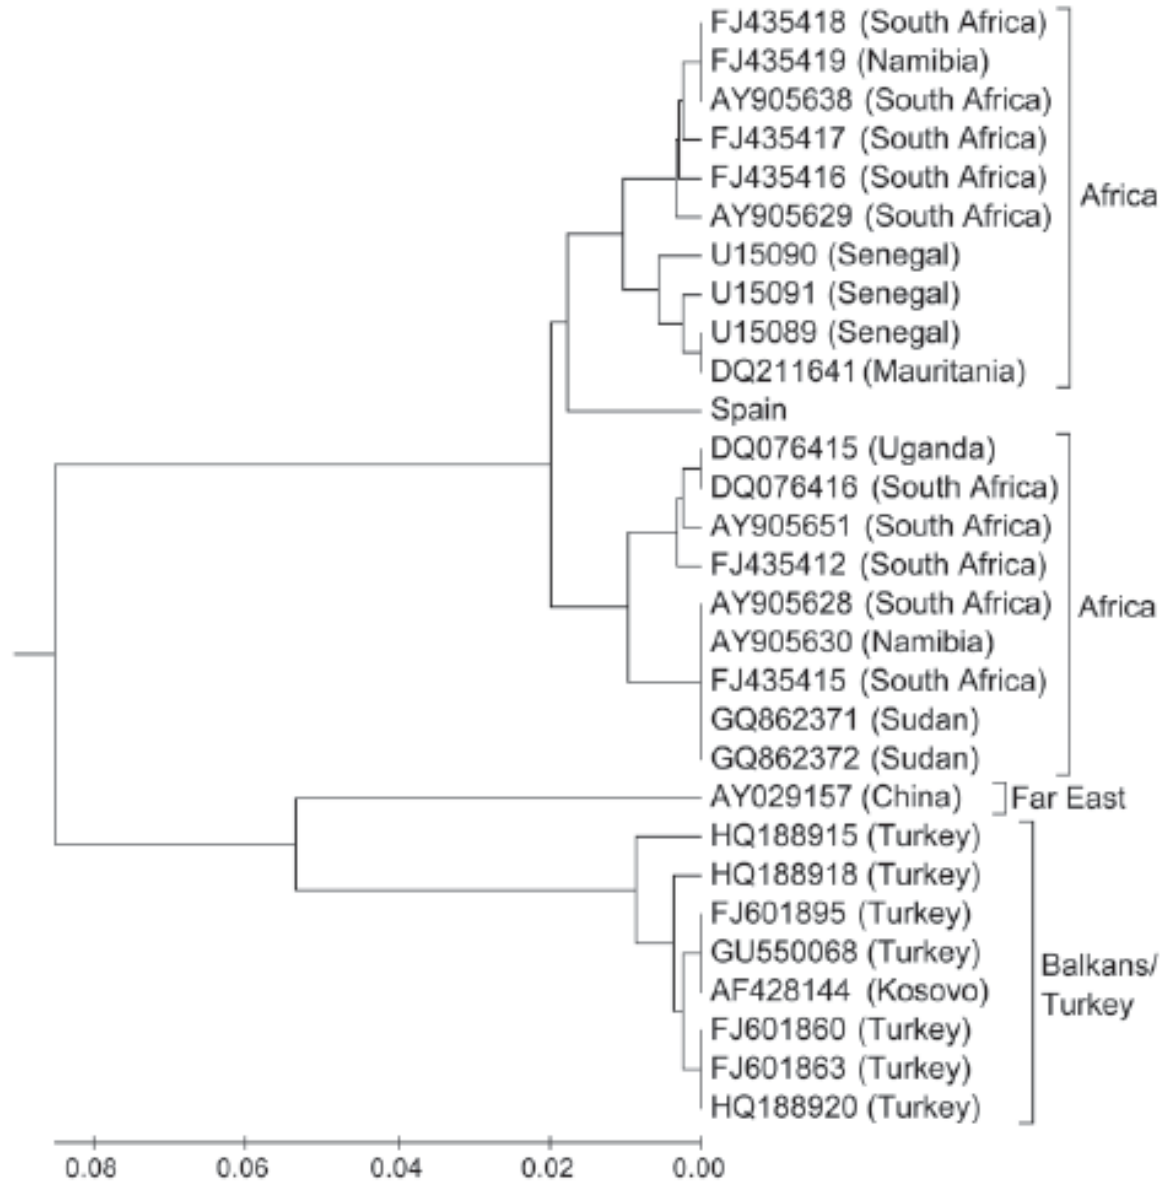 FJ435418 (South Africa)
FJ435419 (Namibia)
AY905638 (South Africa)
FJ435417 (South Africa)
FJ435416 (South Africa)
AY905629 (South Africa)
U15090 (Senegal)
U15091 (Senegal)
U15089 (Senegal)
DQ211641 (Mauritania)
Africa
Spain
DQ076415 (Uganda)
DQ076416 (South Africa)
AY905651 (South Africa)
FJ435412 (South Africa)
AY905628 (South Africa)
AY905630 (Namibia)
FJ435415 (South Africa)
GQ862371 (Sudan)
GQ862372 (Sudan)
Africa
AY029157 (China)
Far East
HQ188915 (Turkey)
HQ188918 (Turkey)
FJ601895 (Turkey)
GU550068 (Turkey)
AF428144 (Kosovo)
FJ601860 (Turkey)
FJ601863 (Turkey)
HQ188920 (Turkey)
Balkans/
Turkey
0.08 0.06 0.04 0.02 0.00